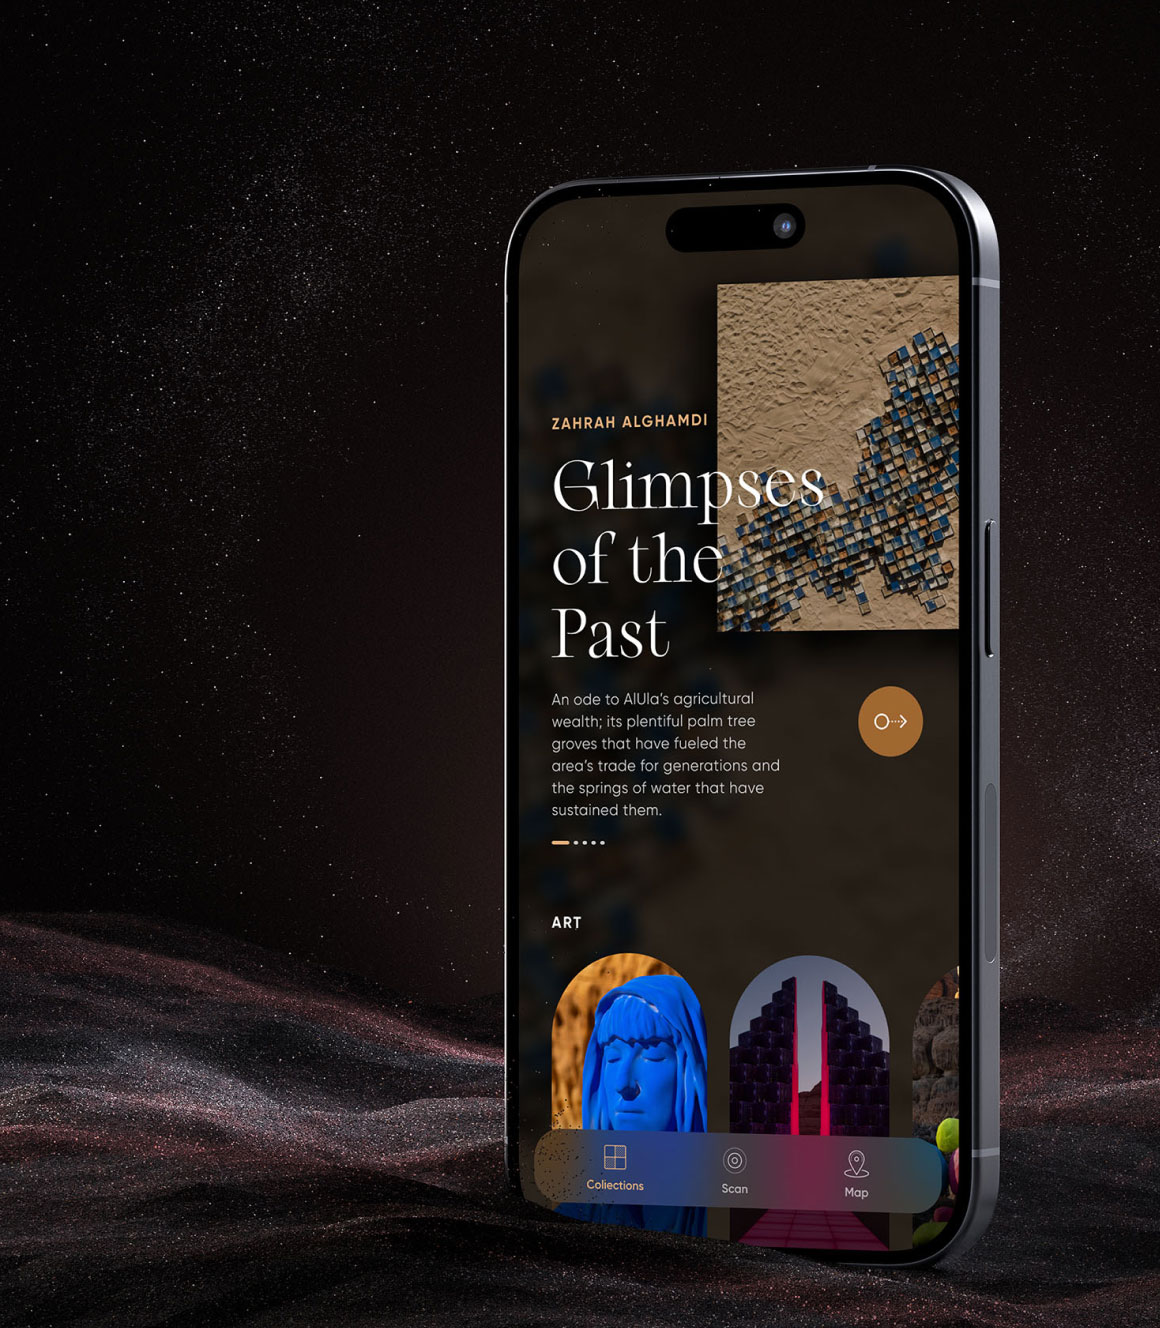 ZAHRAH ALGHAMDI
Glimpses
of the
Past
An ode to AlUla's agricultural
wealth; its plentiful palm tree
groves that have fueled the
area's trade for generations and
the springs of water that have
sustained them.
ART
Collections
Scan
Map